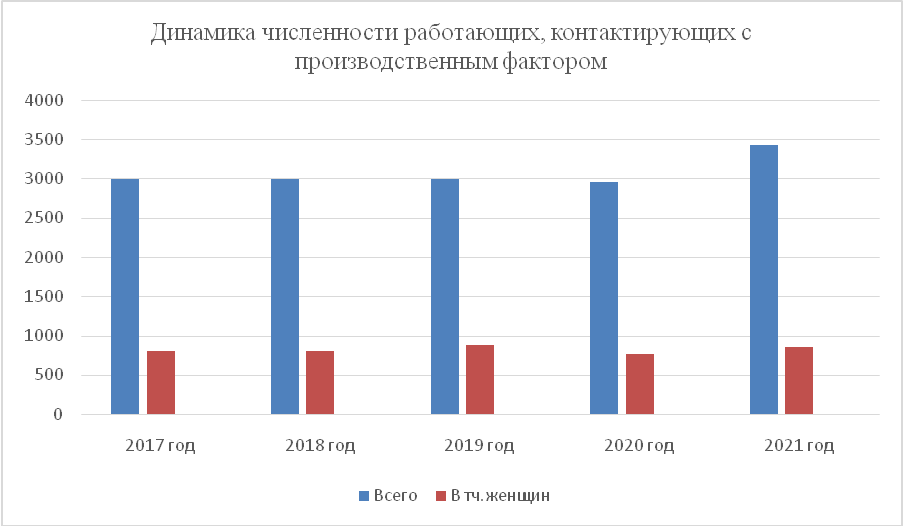 Динамика численности работающих, контактирующих с
производственным фактором
4000
3500
3000
2500
2000
1500
1000
500
0
2017 год 2018 год 2019 год 2020 год 2021 год
Всего В тч.женщин